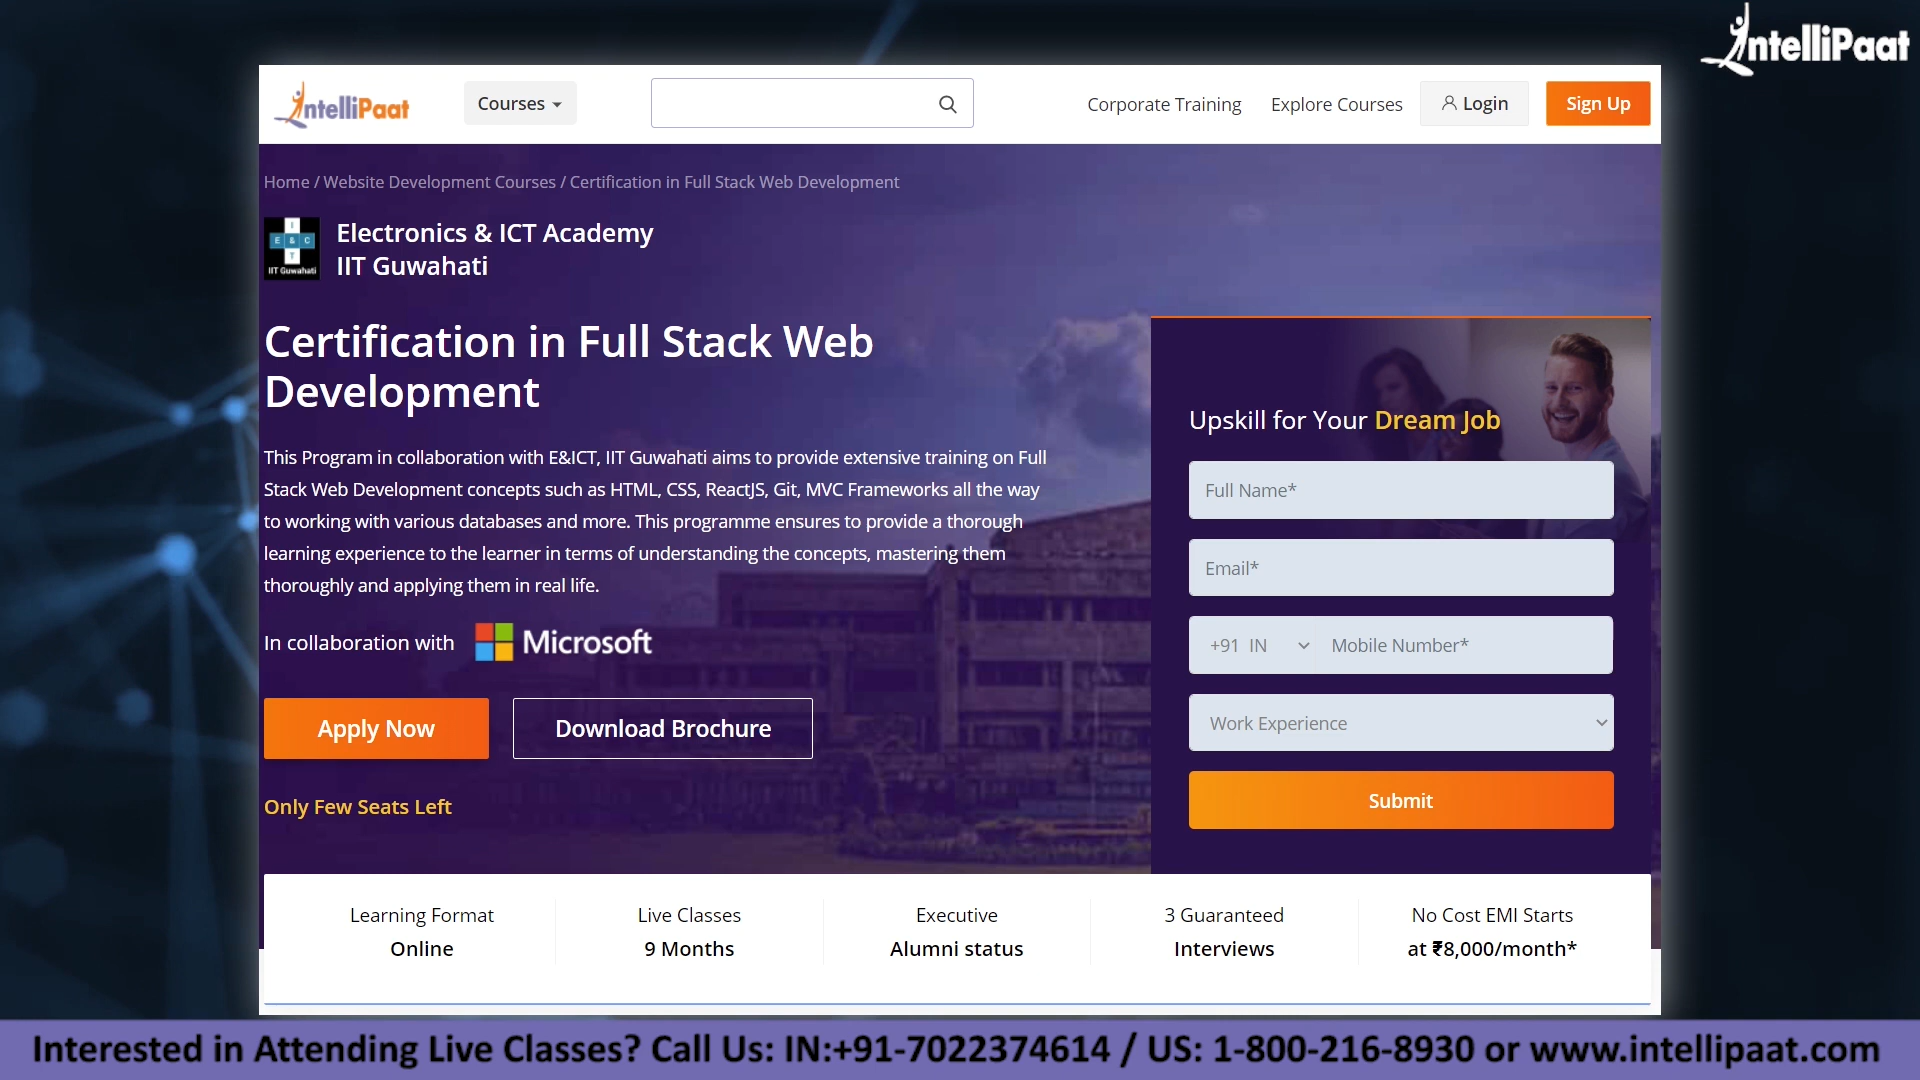 IntelliPaat
IntelliPaat
Courses
Corporate Training
Explore Courses
Login
Sign Up
Home / Website Development Courses / Certification in Full Stack Web Development
I
E & C
T
IIT Guwahati
Electronics & ICT Academy
IIT Guwahati
Certification in Full Stack Web
Development
This Program in collaboration with E&ICT, IIT Guwahati aims to provide extensive training on Full
Stack Web Development concepts such as HTML, CSS, ReactJS, Git, MVC Frameworks all the way
to working with various databases and more. This programme ensures to provide a thorough
learning experience to the learner in terms of understanding the concepts, mastering them
thoroughly and applying them in real life.
In collaboration with Microsoft
Apply Now
Download Brochure
Only Few Seats Left
Upskill for Your Dream Job
Full Name*
Email*
+91 IN
Mobile Number*
Work Experience
Submit
Learning Format
Online
Live Classes
9 Months
Executive
Alumni status
3 Guaranteed
Interviews
No Cost EMI Starts
at ₹8,000/month*
Interested in Attending Live Classes? Call Us: IN:+91-7022374614 / US: 1-800-216-8930 or www.intellipaat.com